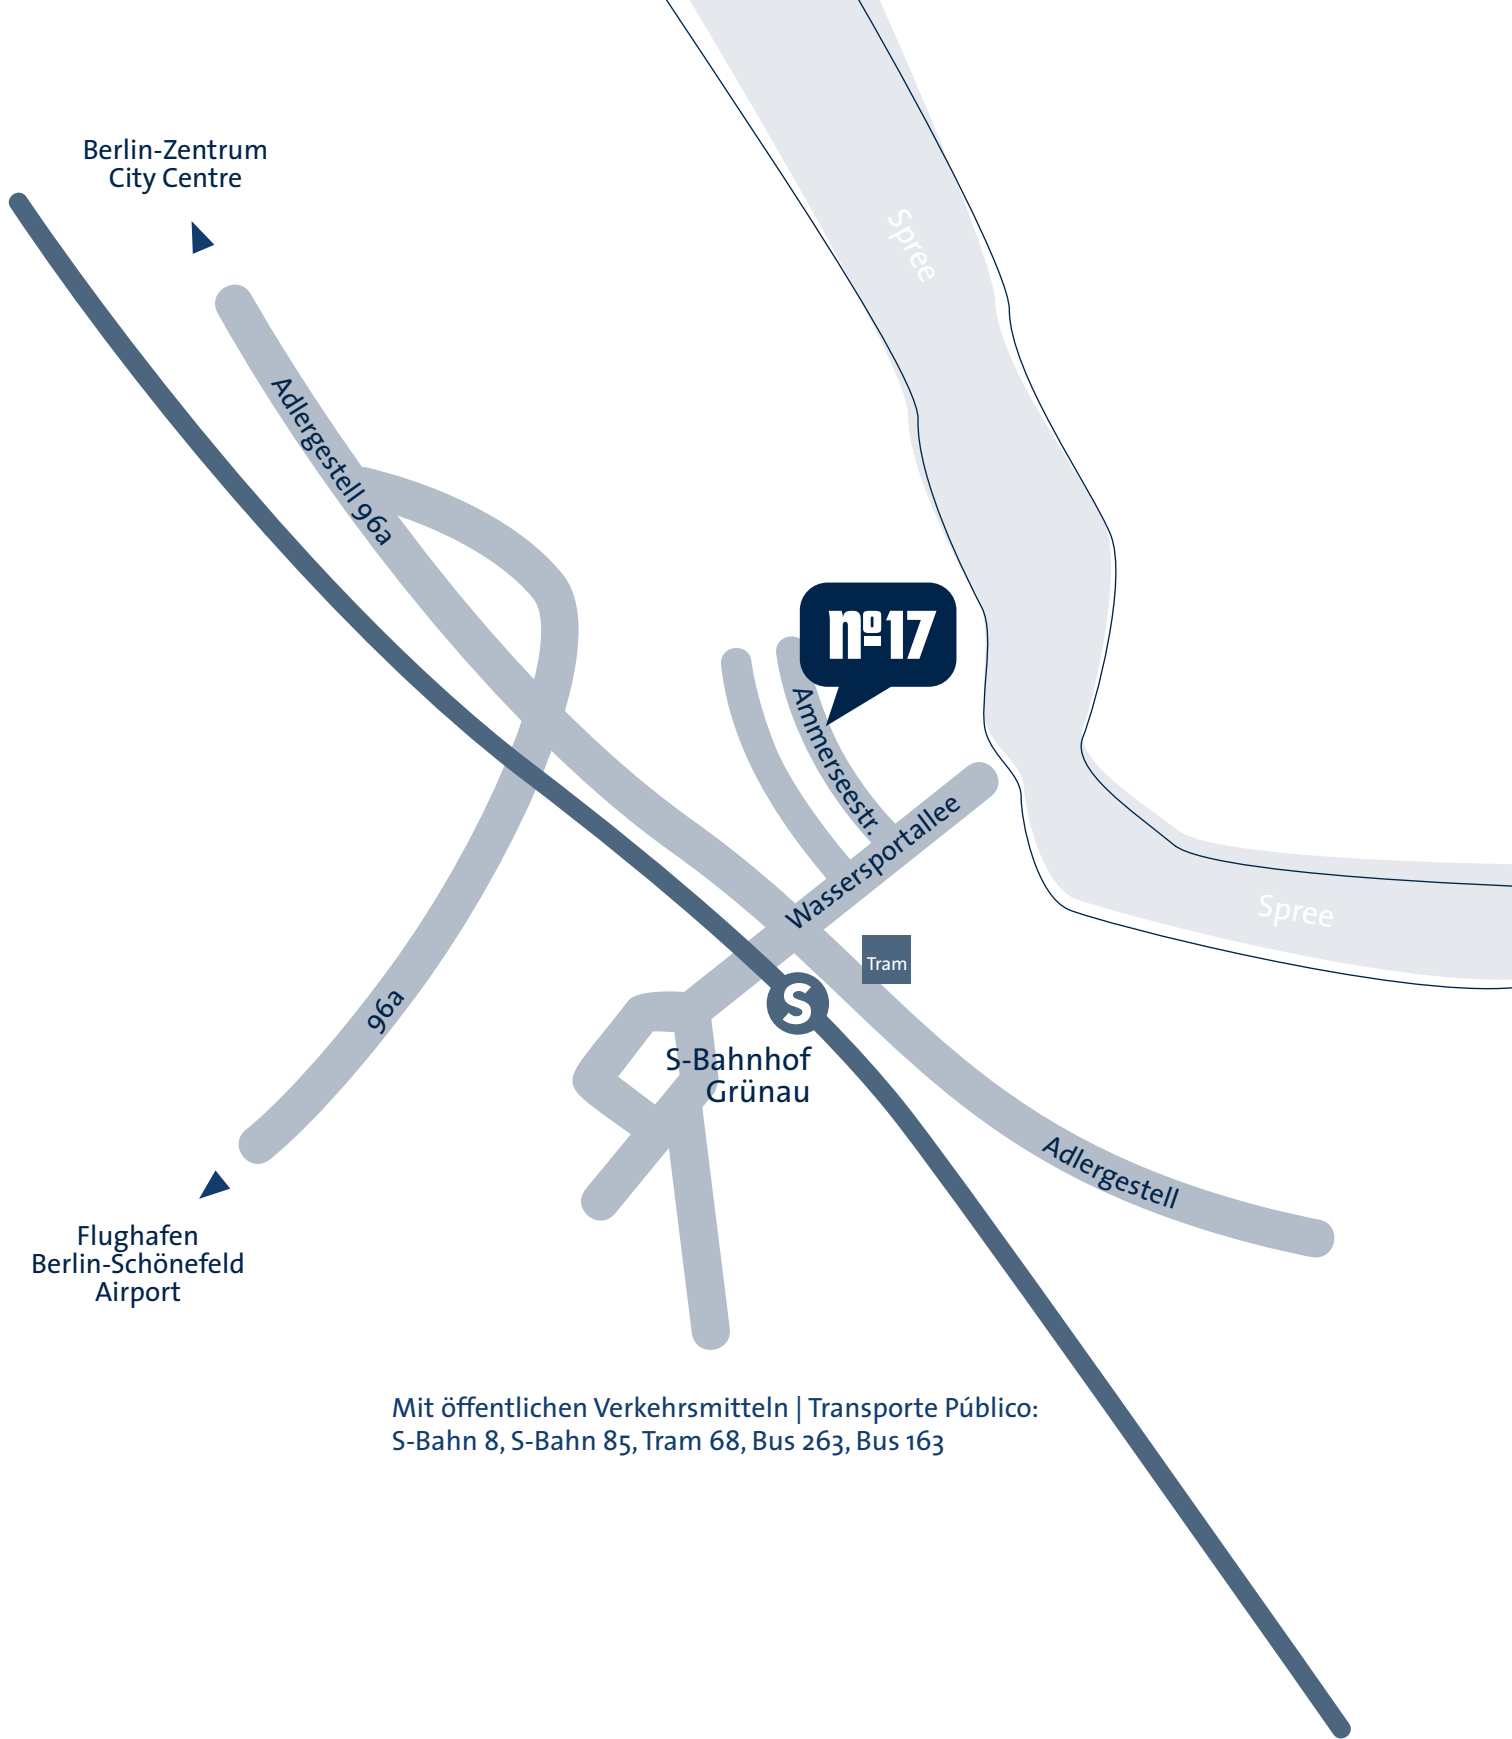 Berlin-Zentrum
City Centre
Spree
Adlergestell 96a
nº17
Ammerseestr.
Wassersportallee
Spree
Tram
96a
S
S-Bahnhof
Grünau
Adlergestell
Flughafen
Berlin-Schönefeld
Airport
Mit öffentlichen Verkehrsmitteln | Transporte Público:
S-Bahn 8, S-Bahn 85, Tram 68, Bus 263, Bus 163